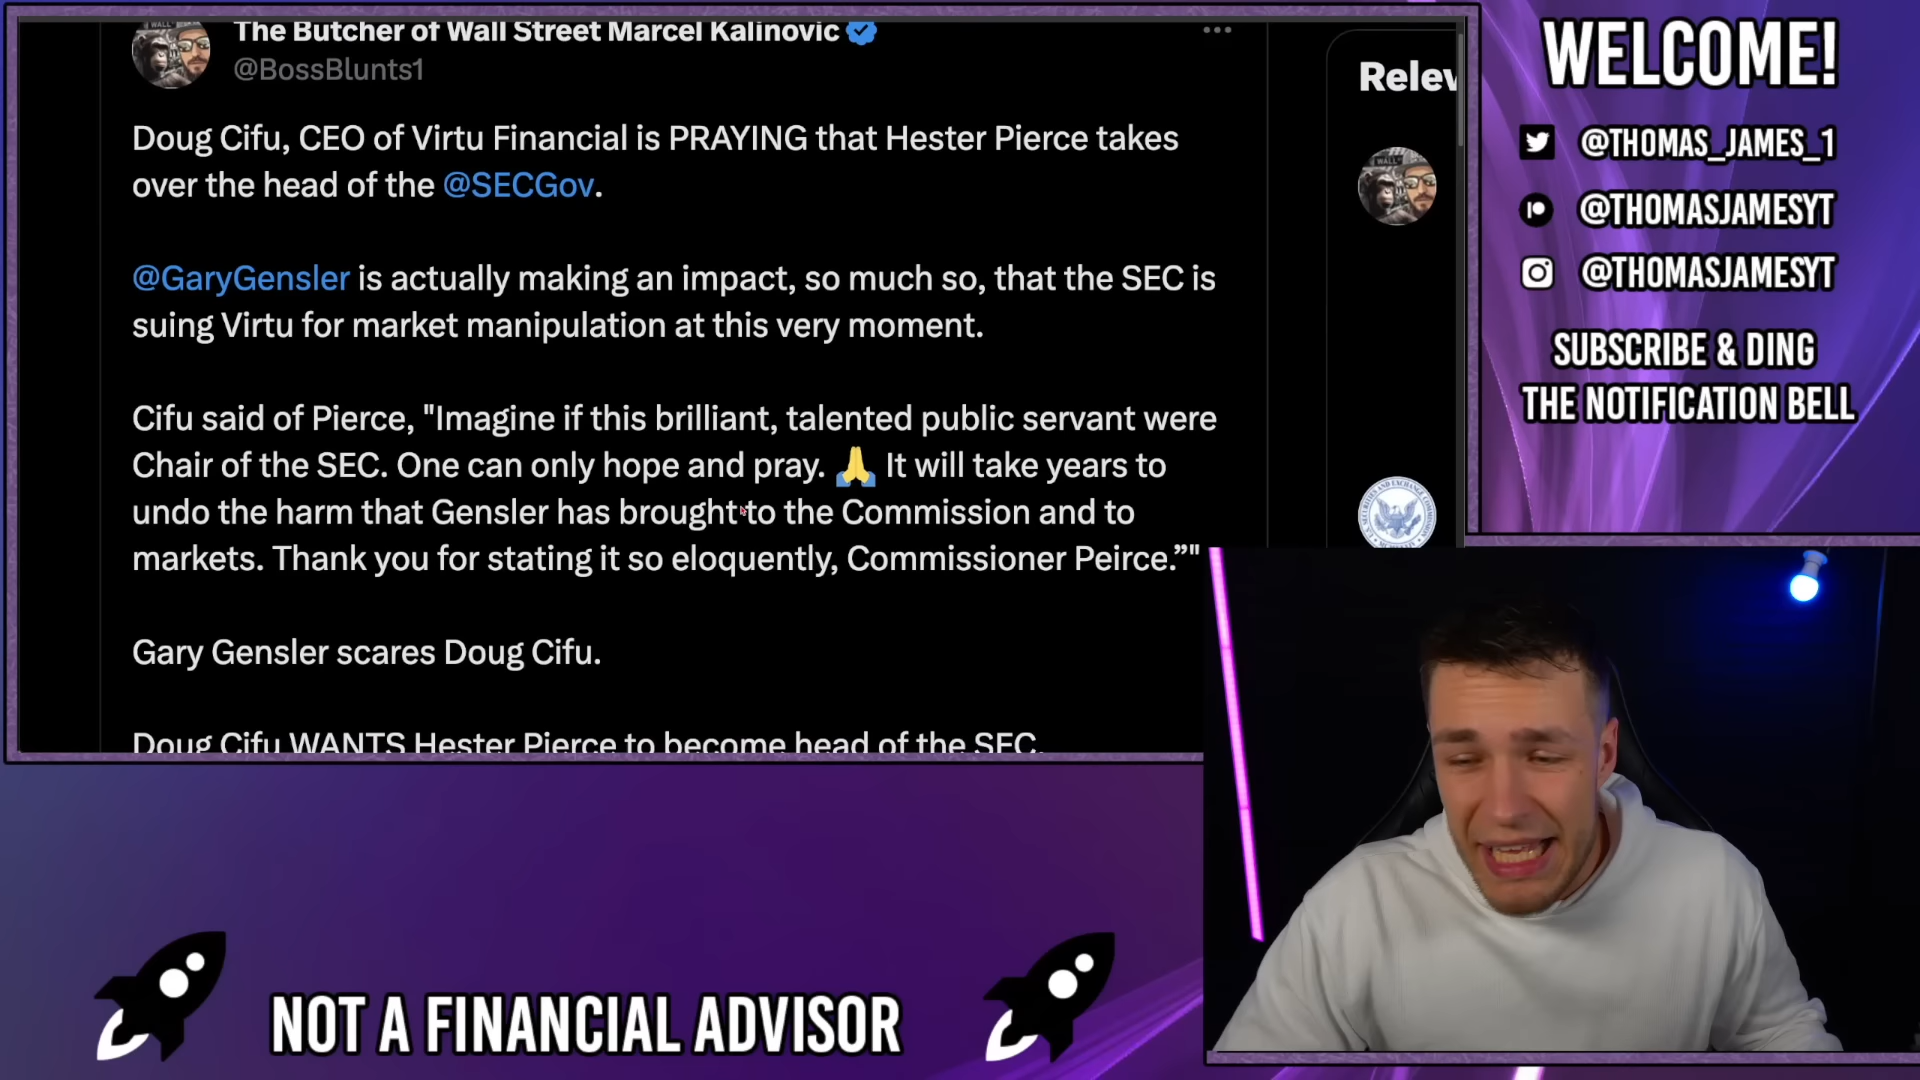 The Butcher of Wall Street Marcel Kalinovic
@BossBlunts1
Doug Cifu, CEO of Virtu Financial is PRAYING that Hester Pierce takes
over the head of the @SECGov.
@GaryGensler is actually making an impact, so much so, that the SEC is
suing Virtu for market manipulation at this very moment.
Cifu said of Pierce, "Imagine if this brilliant, talented public servant were
Chair of the SEC. One can only hope and pray. 🙏 It will take years to
undo the harm that Gensler has brought to the Commission and to
markets. Thank you for stating it so eloquently, Commissioner Peirce.”"
Gary Gensler scares Doug Cifu.
Doug Cifu WANTS Hester Pierce to become head of the SEC.
Relev
WELCOME!
@THOMAS_JAMES_1
@THOMASJAMESYT
@THOMASJAMESYT
SUBSCRIBE & DING
THE NOTIFICATION BELL
NOT A FINANCIAL ADVISOR